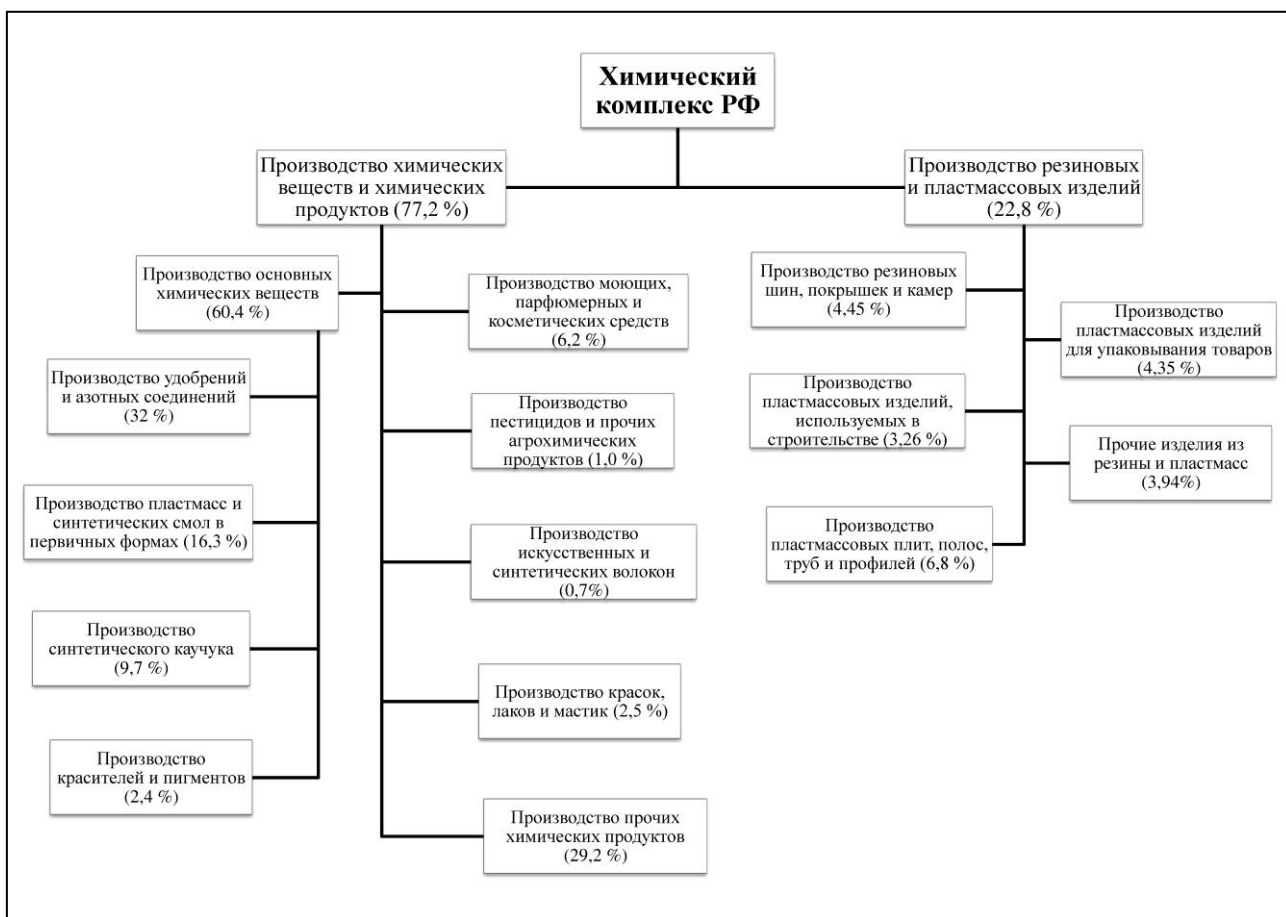 Химический
комплекс РФ
Производство химических
веществ и химических
продуктов (77,2 %)
Производство основных
химических веществ
(60,4 %)
Производство удобрений
и азотных соединений
(32 %)
Производство пластмасс и
синтетических смол в
первичных формах (16,3 %)
Производство
синтетического каучука
(9,7 %)
Производство
красителей и пигментов
(2,4 %)
Производство моющих,
парфюмерных и
косметических средств
(6,2 %)
Производство
пестицидов и прочих
агрохимический
продуктов (1,0 %)
Производство
искусственных и
синтетических волокон
(0,7%)
Производство красок,
лаков и мастик (2,5 %)
Производство прочих
химических продуктов
(29,2 %)
Производство резиновых
и пластмассовых изделий
(22,8 %)
Производство резиновых
шин, покрышек и камер
(4,45 %)
Производство
пластмассовых изделий,
используемых в
строительстве (3,26 %)
Производство
пластмассовых плит, полос,
труб и профилей (6,8 %)
Производство
пластмассовых изделий
для упаковывания товаров
(4,35 %)
Прочие изделия из
резины и пластмасс
(3,94%)